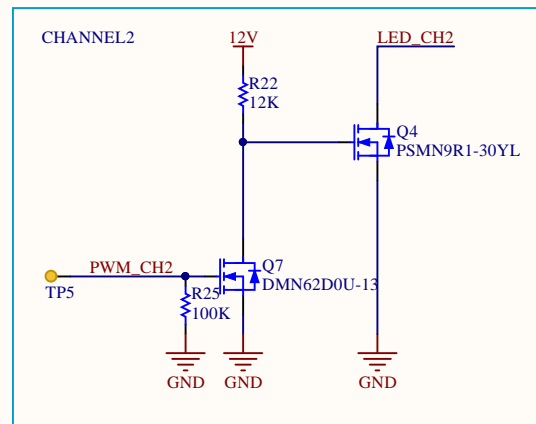 CHANNEL2
12V
LED_CH2
R22
12K
Q4
PSMN9R1-30YL
PWM_CH2
TP5
Q7
DMN62D0U-13
R25
100K
GND
GND
GND